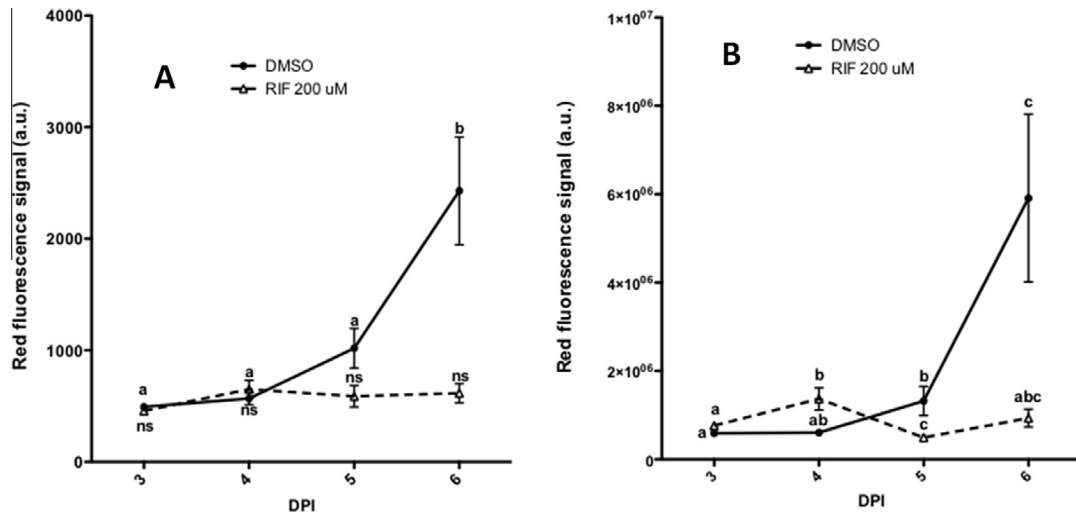 A
DMSO
RIF 200 uM
Red fluorescence signal (a.u.)
4000
3000
2000
1000
0
a
ns
a
ns
a
ns
b
ns
3
4
5
6
DPI
B
DMSO
RIF 200 uM
Red fluorescence signal (a.u.)
1×10⁰⁷
8×10⁰⁶
6×10⁰⁶
4×10⁰⁶
2×10⁰⁶
0
a
a
b
ab
b
c
c
abc
3
4
5
6
DPI